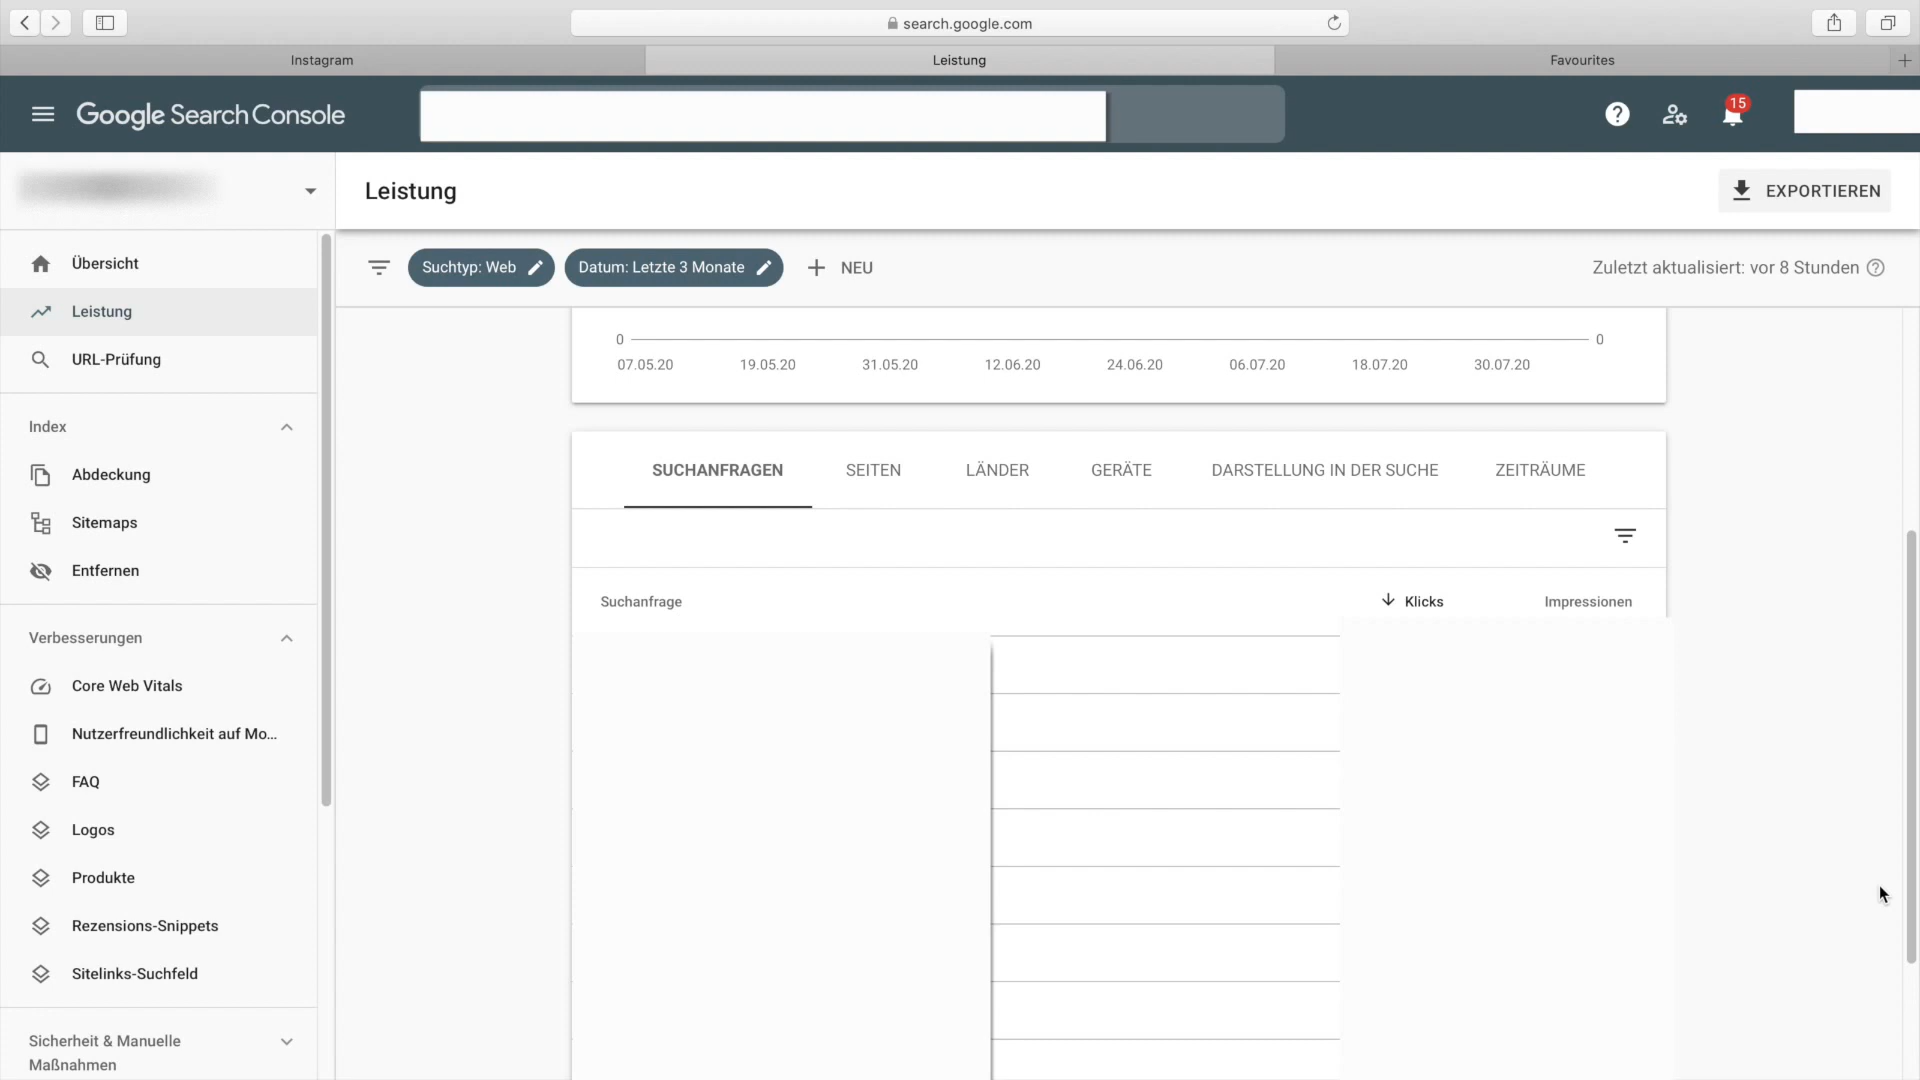 search.google.com
Instagram
Leistung
Favourites
Google Search Console
15
Leistung
EXPORTIEREN
Übersicht
Leistung
URL-Prüfung
Index
Abdeckung
Sitemaps
Entfernen
Verbesserungen
Core Web Vitals
Nutzerfreundlichkeit auf Mo...
FAQ
Logos
Produkte
Rezensions-Snippets
Sitelinks-Suchfeld
Sicherheit & Manuelle
Maßnahmen
Suchtyp: Web
Datum: Letzte 3 Monate
NEU
Zuletzt aktualisiert: vor 8 Stunden
0 0
07.05.20 19.05.20 31.05.20 12.06.20 24.06.20 06.07.20 18.07.20 30.07.20
SUCHANFRAGEN SEITEN LÄNDER GERÄTE DARSTELLUNG IN DER SUCHE ZEITRÄUME
Suchanfrage Klicks Impressionen